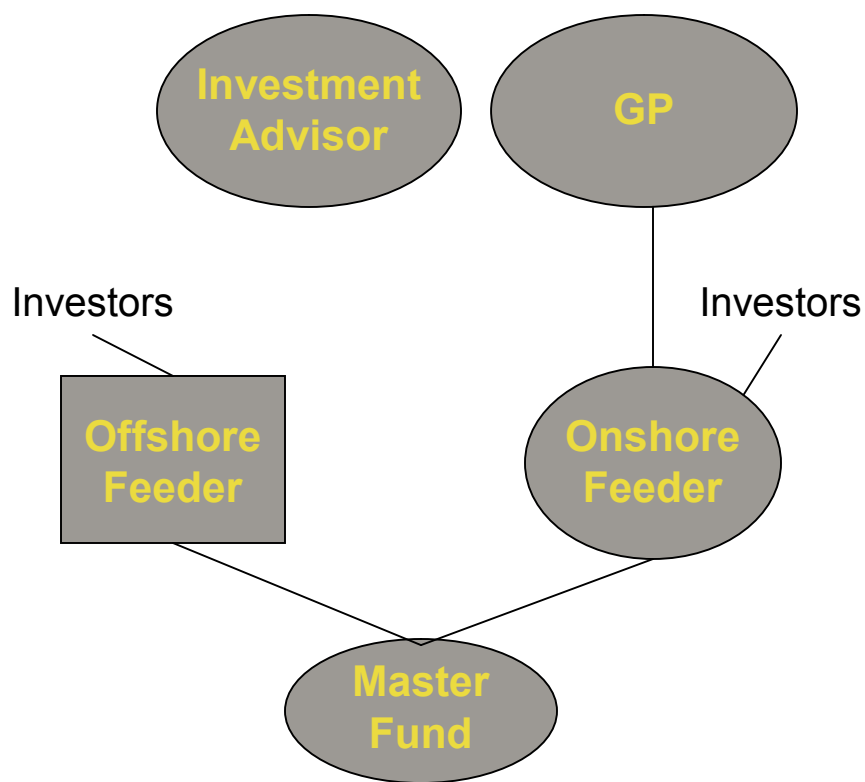 Investment
Advisor
GP
Investors
Investors
Offshore
Feeder
Onshore
Feeder
Master
Fund